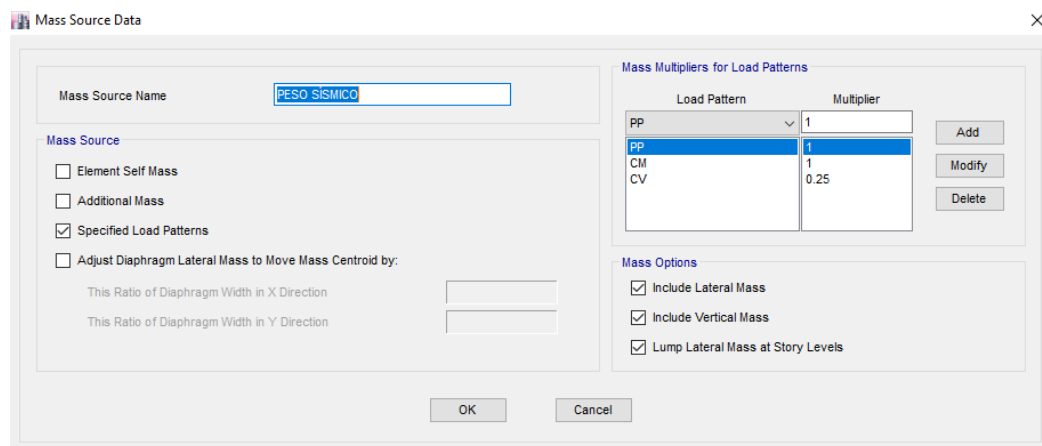 Mass Source Data
Mass Source Name
PESO SÍSMICO
Mass Source
Element Self Mass
Additional Mass
Specified Load Patterns
Adjust Diaphragm Lateral Mass to Move Mass Centroid by:
This Ratio of Diaphragm Width in X Direction
This Ratio of Diaphragm Width in Y Direction
Mass Multipliers for Load Patterns
Load Pattern Multiplier
PP 1
PP 1
CM 1
CV 0.25
Add
Modify
Delete
Mass Options
Include Lateral Mass
Include Vertical Mass
Lump Lateral Mass at Story Levels
OK Cancel